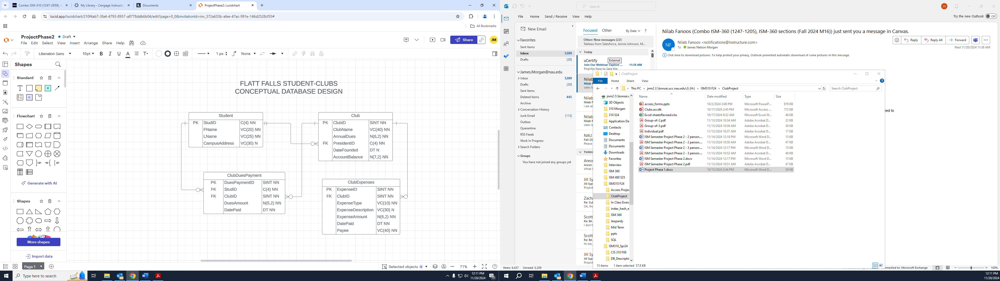 Combo ISM-310 (1247-2959), IS
My Library - Cengage Instructor
Documents
ProjectPhase2: Lucidchart
lucid.app/lucidchart/210f4ab7-3fa4-4793-8957-a8778ddb6b04/edit?page=0_0&invitationId=inv_372a633b-afee-47ac-991e-146d2528cf55#
All Bookmarks
ProjectPhase2
Draft
File Edit Select View Insert Arrange Share Help
Share
JM
Liberation Sans
10pt
B I U A T
1 px
None
Shapes
Standard
T
Flowchart
Generate with AI
Shapes
More shapes
Import data
FLATT FALLS STUDENT-CLUBS
CONCEPTUAL DATABASE DESIGN
Student
PK StudID C(4) NN
FName VC(20) NN
LName VC(25) NN
CampusAddress VC(30) N
Club
PK ClubID SINT NN
ClubName VC(40) NN
AnnualDues N(6,2) NN
FK PresidentID C(4) NN
DateFounded DT N
AccountBalance N(7,2) NN
ClubDuesPayment
PK DuesPaymentID SINT NN
FK StudID C(4) NN
FK ClubID SINT NN
DuesAmount N(5,2) NN
DatePaid DT NN
ClubExpenses
PK ExpenseID SINT NN
FK ClubID SINT NN
ExpenseType VC(10) NN
ExpenseDescription VC(30) N
ExpenseAmount N(6,2) NN
DatePaid DT NN
Payee VC(40) NN
Page 1
Selected objects 0
71%
Type here to search
12:11 PM
11/20/2024
15
Search
JN
File Home Send / Receive View Help
Try the new Outlook Off
New Email
Favorites
Sent Items
Inbox 5209
Drafts [20]
James.Morgan@nau.edu
Inbox 5209
Drafts [20]
Sent Items
Deleted Items 445
Archive
Conversation History
Junk Email [113]
Outbox
Quarantine
RSS Feeds
Work In Progress
Search Folders
Groups
You have not joined any groups yet
Focused Other By Date
Other: New messages (22)
Tableau from Salesforce, Jennie Johnson, M...
Today
uCertify External
Join Our Webinar: Explore ... 11:39 AM
Register Now to Save the
Nilab
Nilab F
sales la
Nilab
Nilab F
I am al
Nilab
Nilab F
sales la
NAU
Fall 20
Please
Yester
Areon
Areon
What-I
Jill Sy
Jill Syp
Project
Zacha
Re: Sul
Ok, tha
Scott
Re: BA
I don't
Scott
Re: BA
Hi Jim,
Jill Sy
Jill Syp
Project
Nilab Fanoos (Combo ISM-360 (1247-1205), ISM-360 sections (Fall 2024 M16)) just sent you a message in Canvas.
NF
Nilab Fanoos <notifications@instructure.com>
To James Nelson Morgan
Reply Reply All Forward
Wed 11/20/2024 11:38 AM
Click here to download pictures. To help protect your privacy, Outlook prevented automatic download of some pictures in this message.
eed to
ClubProject
File Home Share View
This PC jnm2 (\\bonsai.ucc.nau.edu\J) (H:) ISM310 F24 ClubProject
Search ClubProject
jnm2 (\\bonsai.u
3D Objects
310 Morgan
310 S24
Application Da
Contacts
Desktop
Documents
Documents
Downloads
Favorites
Interview
ISM 360
ISM 480 S25
ISM310 F24
Access Projec
ClubProject
In Class Exerc
index_hash_e
ISM 360
Jeopardy
Mid Term
ppts
SQL
ISM310_Spr24
CIS 310 F08
DB_Descriptio
Name Date modified Type Size
access_forms.pptx 10/2/2024 3:08 PM Microsoft PowerP... 879 KB
Clubs.accdb 10/17/2024 2:45 PM Microsoft Access ... 772 KB
Excel sheetsRevised.xlsx 10/17/2024 9:32 AM Microsoft Excel W... 46 KB
Group-of-2.pdf 11/13/2024 10:34 AM Adobe Acrobat D... 22 KB
Group-of-3.pdf 11/13/2024 10:36 AM Adobe Acrobat D... 30 KB
Individual.pdf 11/13/2024 10:37 AM Adobe Acrobat D... 17 KB
ISM Semester Project Phase 2 - 2 person.... 11/14/2024 12:18 PM Microsoft Word D... 15 KB
ISM Semester Project Phase 2 - 2 person.... 11/13/2024 10:50 AM Adobe Acrobat D... 47 KB
ISM Semester Project Phase 2 - 3 person.... 11/14/2024 12:17 PM Microsoft Word D... 15 KB
ISM Semester Project Phase 2 - 3 person.... 11/13/2024 10:52 AM Adobe Acrobat D... 48 KB
ISM Semester Project Phase 2.docx 11/14/2024 12:17 PM Microsoft Word D... 15 KB
ISM Semester Project Phase 2.pdf 11/13/2024 10:51 AM Adobe Acrobat D... 47 KB
Project Phase 1.docx 10/15/2024 3:44 PM Microsoft Word D... 58 KB
13 items 1 item selected 57.8 KB
Items: 6,637 Unread: 5,209
onnected to: Microsoft Exchange
100%
12:11 PM
11/20/2024